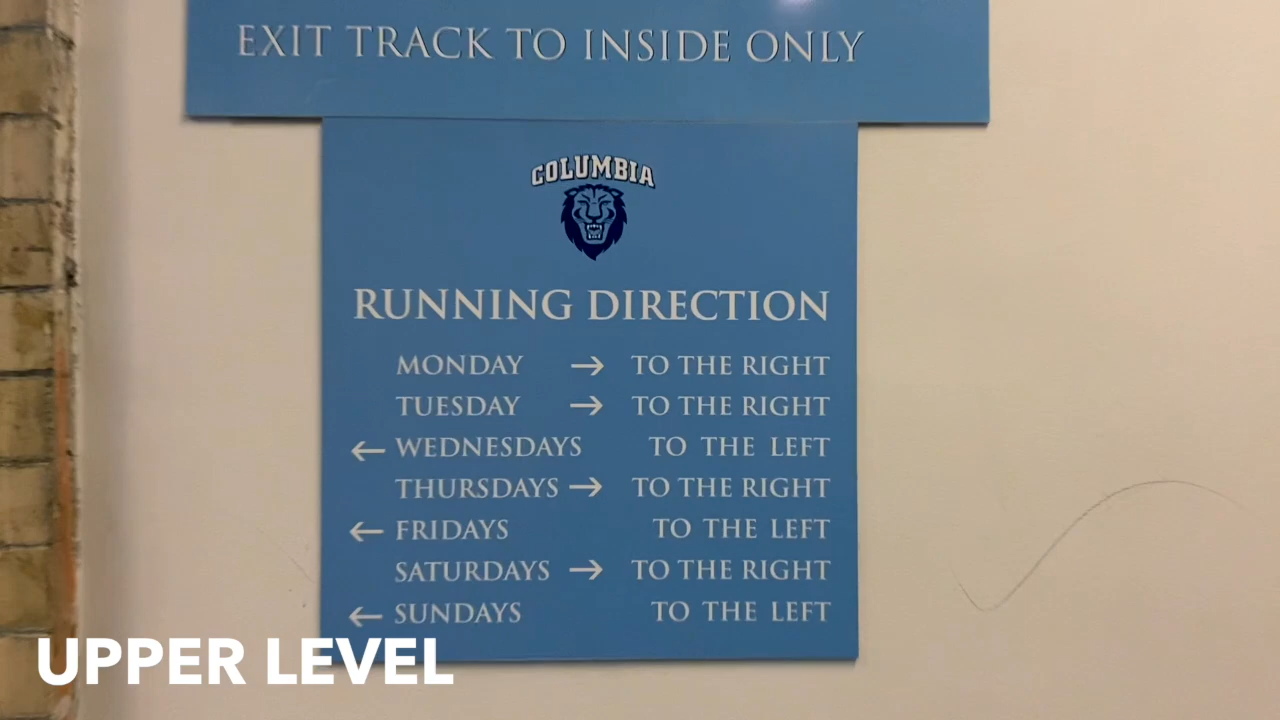 EXIT TRACK TO INSIDE ONLY
COLUMBIA
RUNNING DIRECTION
MONDAY → TO THE RIGHT
TUESDAY → TO THE RIGHT
← WEDNESDAYS TO THE LEFT
THURSDAYS → TO THE RIGHT
← FRIDAYS TO THE LEFT
SATURDAYS → TO THE RIGHT
← SUNDAYS TO THE LEFT
UPPER LEVEL